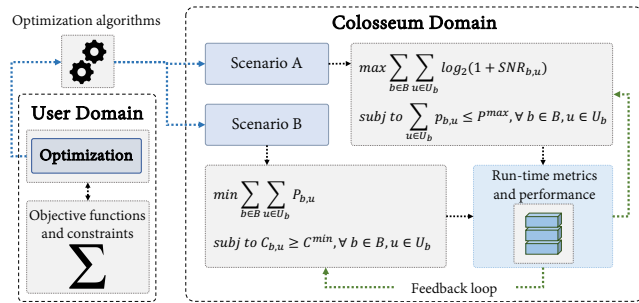 Optimization algorithms
Colosseum Domain
Scenario A
max ∑_{b∈B} ∑_{u∈U_b} log₂(1 + SNR_{b,u})
subj to ∑_{u∈U_b} p_{b,u} ≤ P^{max}, ∀ b ∈ B, u ∈ U_b
User Domain
Optimization
Objective functions
and constraints
∑
Scenario B
min ∑_{b∈B} ∑_{u∈U_b} P_{b,u}
subj to C_{b,u} ≥ C^{min}, ∀ b ∈ B, u ∈ U_b
Run-time metrics
and performance
Feedback loop